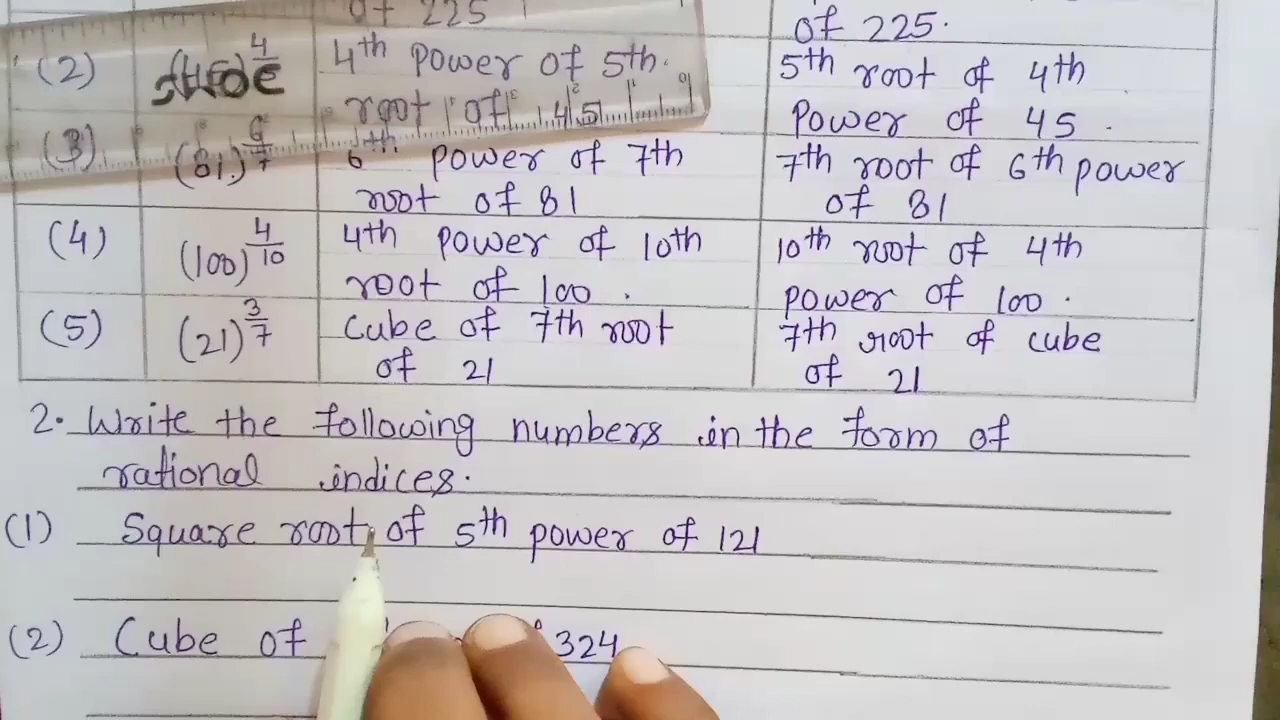 of 225
of 225.
(2) 4th power of 5th root of 45
5th root of 4th power of 45.
(3) (81)^6/7 6th power of 7th root of 81
7th root of 6th power of 81
(4) (100)^4/10 4th power of 10th root of 100.
10th root of 4th power of 100.
(5) (21)^3/7 cube of 7th root of 21
7th root of cube of 21
2. Write the following numbers in the form of
rational indices.
(1) Square root of 5th power of 121
(2) Cube of 324